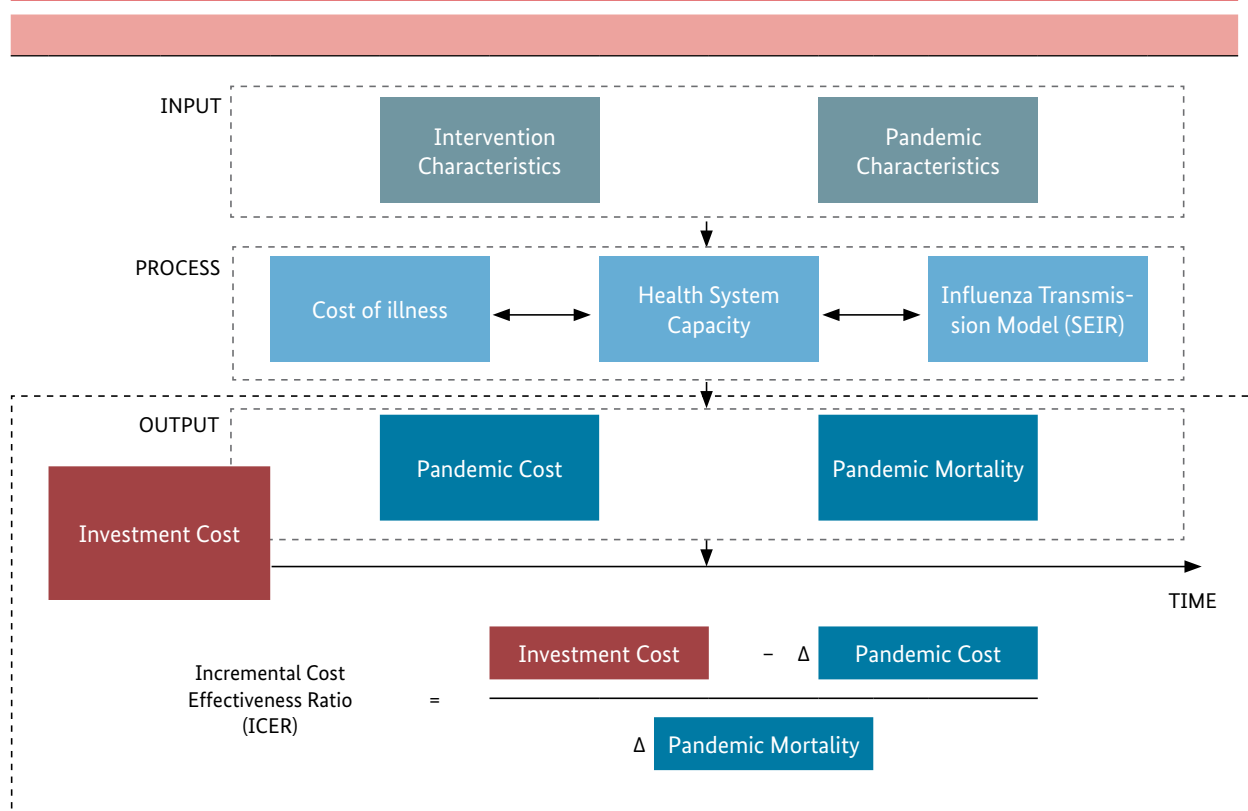 INPUT
Intervention
Characteristics
Pandemic
Characteristics
PROCESS
Cost of illness
Health System
Capacity
Influenza Transmis-
sion Model (SEIR)
OUTPUT
Pandemic Cost
Pandemic Mortality
Investment Cost
TIME
Incremental Cost
Effectiveness Ratio
(ICER)
=
Investment Cost – Δ Pandemic Cost
Δ Pandemic Mortality